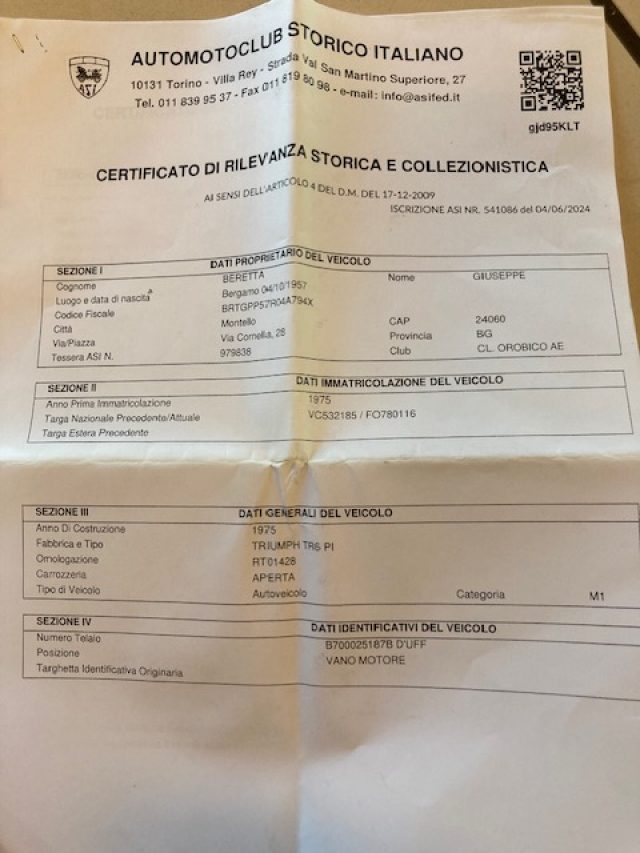 AUTOMOTOCLUB STORICO ITALIANO
10131 Torino - Villa Rey - Strada Val San Martino Superiore, 27
Tel. 011 839 95 37 - Fax 011 819 80 98 - e-mail: info@asifed.it
gjd95KLT
CERTIFICATO DI RILEVANZA STORICA E COLLEZIONISTICA
AI SENSI DELL'ARTICOLO 4 DEL D.M. DEL 17-12-2009
ISCRIZIONE ASI NR. 541086 del 04/06/2024
SEZIONE I DATI PROPRIETARIO DEL VEICOLO
Cognome BERETTA Nome GIUSEPPE
Luogo e data di nascita Bergamo 04/10/1957
Codice Fiscale BRTGPP57R04A794X
Città Montello CAP 24060
Via/Piazza Via Cornella, 28 Provincia BG
Tessera ASI N. 979838 Club CL. OROBICO AE
SEZIONE II DATI IMMATRICOLAZIONE DEL VEICOLO
Anno Prima Immatricolazione 1975
Targa Nazionale Precedente/Attuale VC532185 / FO780116
Targa Estera Precedente
SEZIONE III DATI GENERALI DEL VEICOLO
Anno Di Costruzione 1975
Fabbrica e Tipo TRIUMPH TR6 PI
Omologazione RT01428
Carrozzeria APERTA
Tipo di Veicolo Autoveicolo Categoria M1
SEZIONE IV DATI IDENTIFICATIVI DEL VEICOLO
Numero Telaio B700025187B D'UFF
Posizione VANO MOTORE
Targhetta Identificativa Originaria